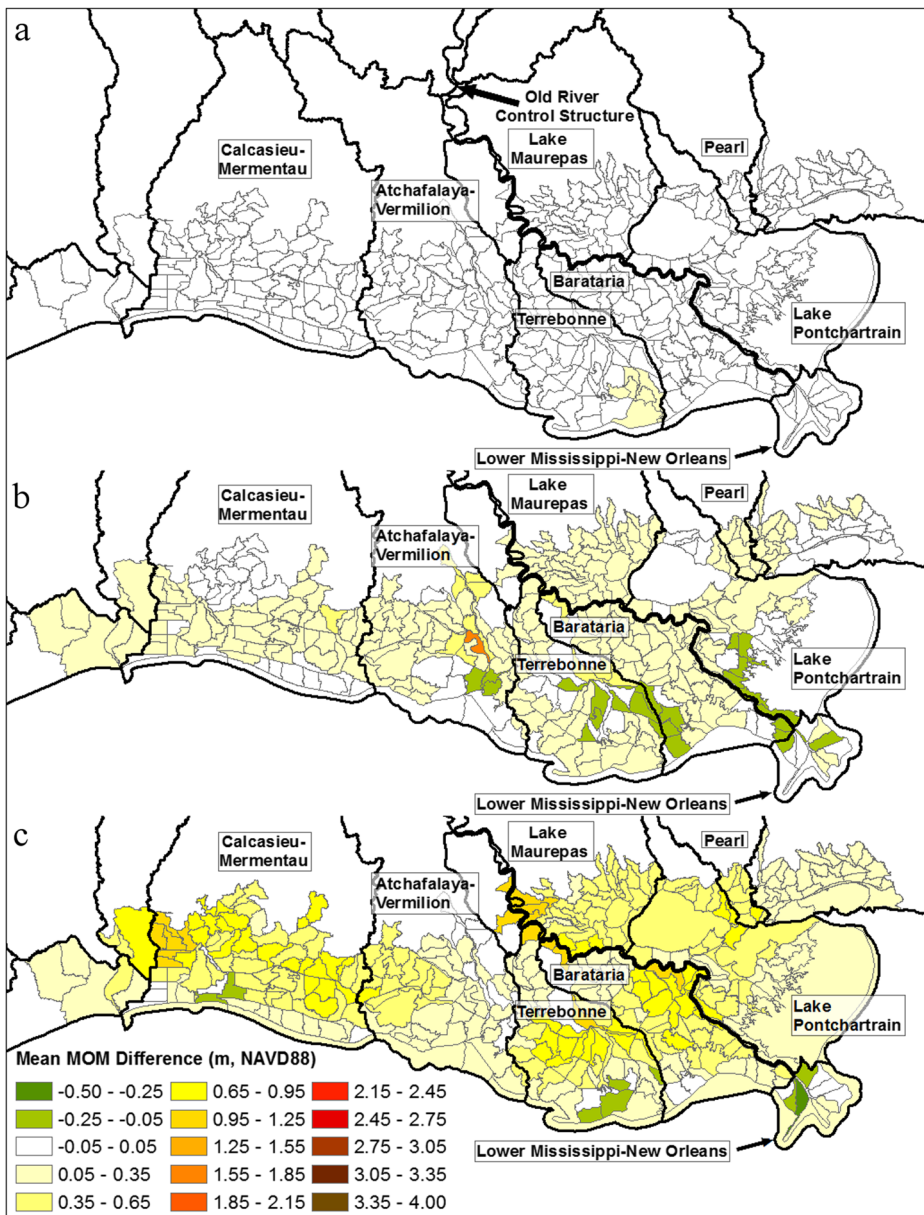 a
Old River
Control Structure
Calcasieu-
Mermentau
Lake
Maurepas
Pearl
Atchafalaya-
Vermilion
Barataria
Terrebonne
Lake
Pontchartrain
Lower Mississippi-New Orleans
b
Calcasieu-
Mermentau
Lake
Maurepas
Pearl
Atchafalaya-
Vermilion
Barataria
Terrebonne
Lake
Pontchartrain
Lower Mississippi-New Orleans
c
Calcasieu-
Mermentau
Lake
Maurepas
Pearl
Atchafalaya-
Vermilion
Barataria
Terrebonne
Lake
Pontchartrain
Lower Mississippi-New Orleans
Mean MOM Difference (m, NAVD88)
-0.50 - -0.25
-0.25 - -0.05
-0.05 - 0.05
0.05 - 0.35
0.35 - 0.65
0.65 - 0.95
0.95 - 1.25
1.25 - 1.55
1.55 - 1.85
1.85 - 2.15
2.15 - 2.45
2.45 - 2.75
2.75 - 3.05
3.05 - 3.35
3.35 - 4.00